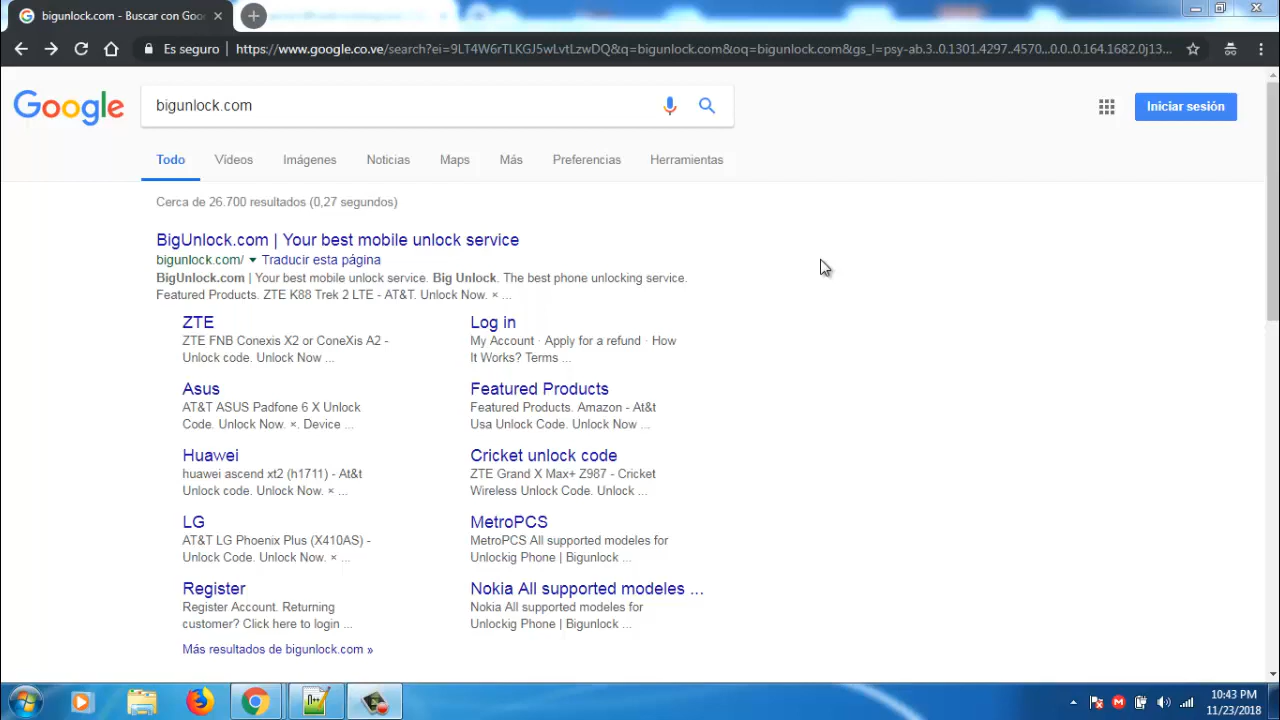 bigunlock.com - Buscar con Goo
Es seguro
https://www.google.co.ve/search?ei=9LT4W6rTLKGJ5wLvtLzwDQ&q=bigunlock.com&oq=bigunlock.com&gs_l=psy-ab.3..0.1301.4297..4570...0.0..0.164.1682.0j13...
Google
bigunlock.com
Iniciar sesión
Todo Vídeos Imágenes Noticias Maps Más Preferencias Herramientas
Cerca de 26.700 resultados (0,27 segundos)
BigUnlock.com | Your best mobile unlock service
bigunlock.com/ ▾ Traducir esta página
BigUnlock.com | Your best mobile unlock service. Big Unlock. The best phone unlocking service.
Featured Products. ZTE K88 Trek 2 LTE - AT&T. Unlock Now. × ...
ZTE
ZTE FNB Conexis X2 or ConeXis A2 -
Unlock code. Unlock Now ...
Log in
My Account · Apply for a refund · How
It Works? Terms ...
Asus
AT&T ASUS Padfone 6 X Unlock
Code. Unlock Now. ×. Device ...
Featured Products
Featured Products. Amazon - At&t
Usa Unlock Code. Unlock Now ...
Huawei
huawei ascend xt2 (h1711) - At&t
Unlock code. Unlock Now. × ...
Cricket unlock code
ZTE Grand X Max+ Z987 - Cricket
Wireless Unlock Code. Unlock ...
LG
AT&T LG Phoenix Plus (X410AS) -
Unlock Code. Unlock Now. × ...
MetroPCS
MetroPCS All supported modeles for
Unlockig Phone | Bigunlock ...
Register
Register Account. Returning
customer? Click here to login ...
Nokia All supported modeles ...
Nokia All supported modeles for
Unlockig Phone | Bigunlock ...
Más resultados de bigunlock.com »
10:43 PM
11/23/2018